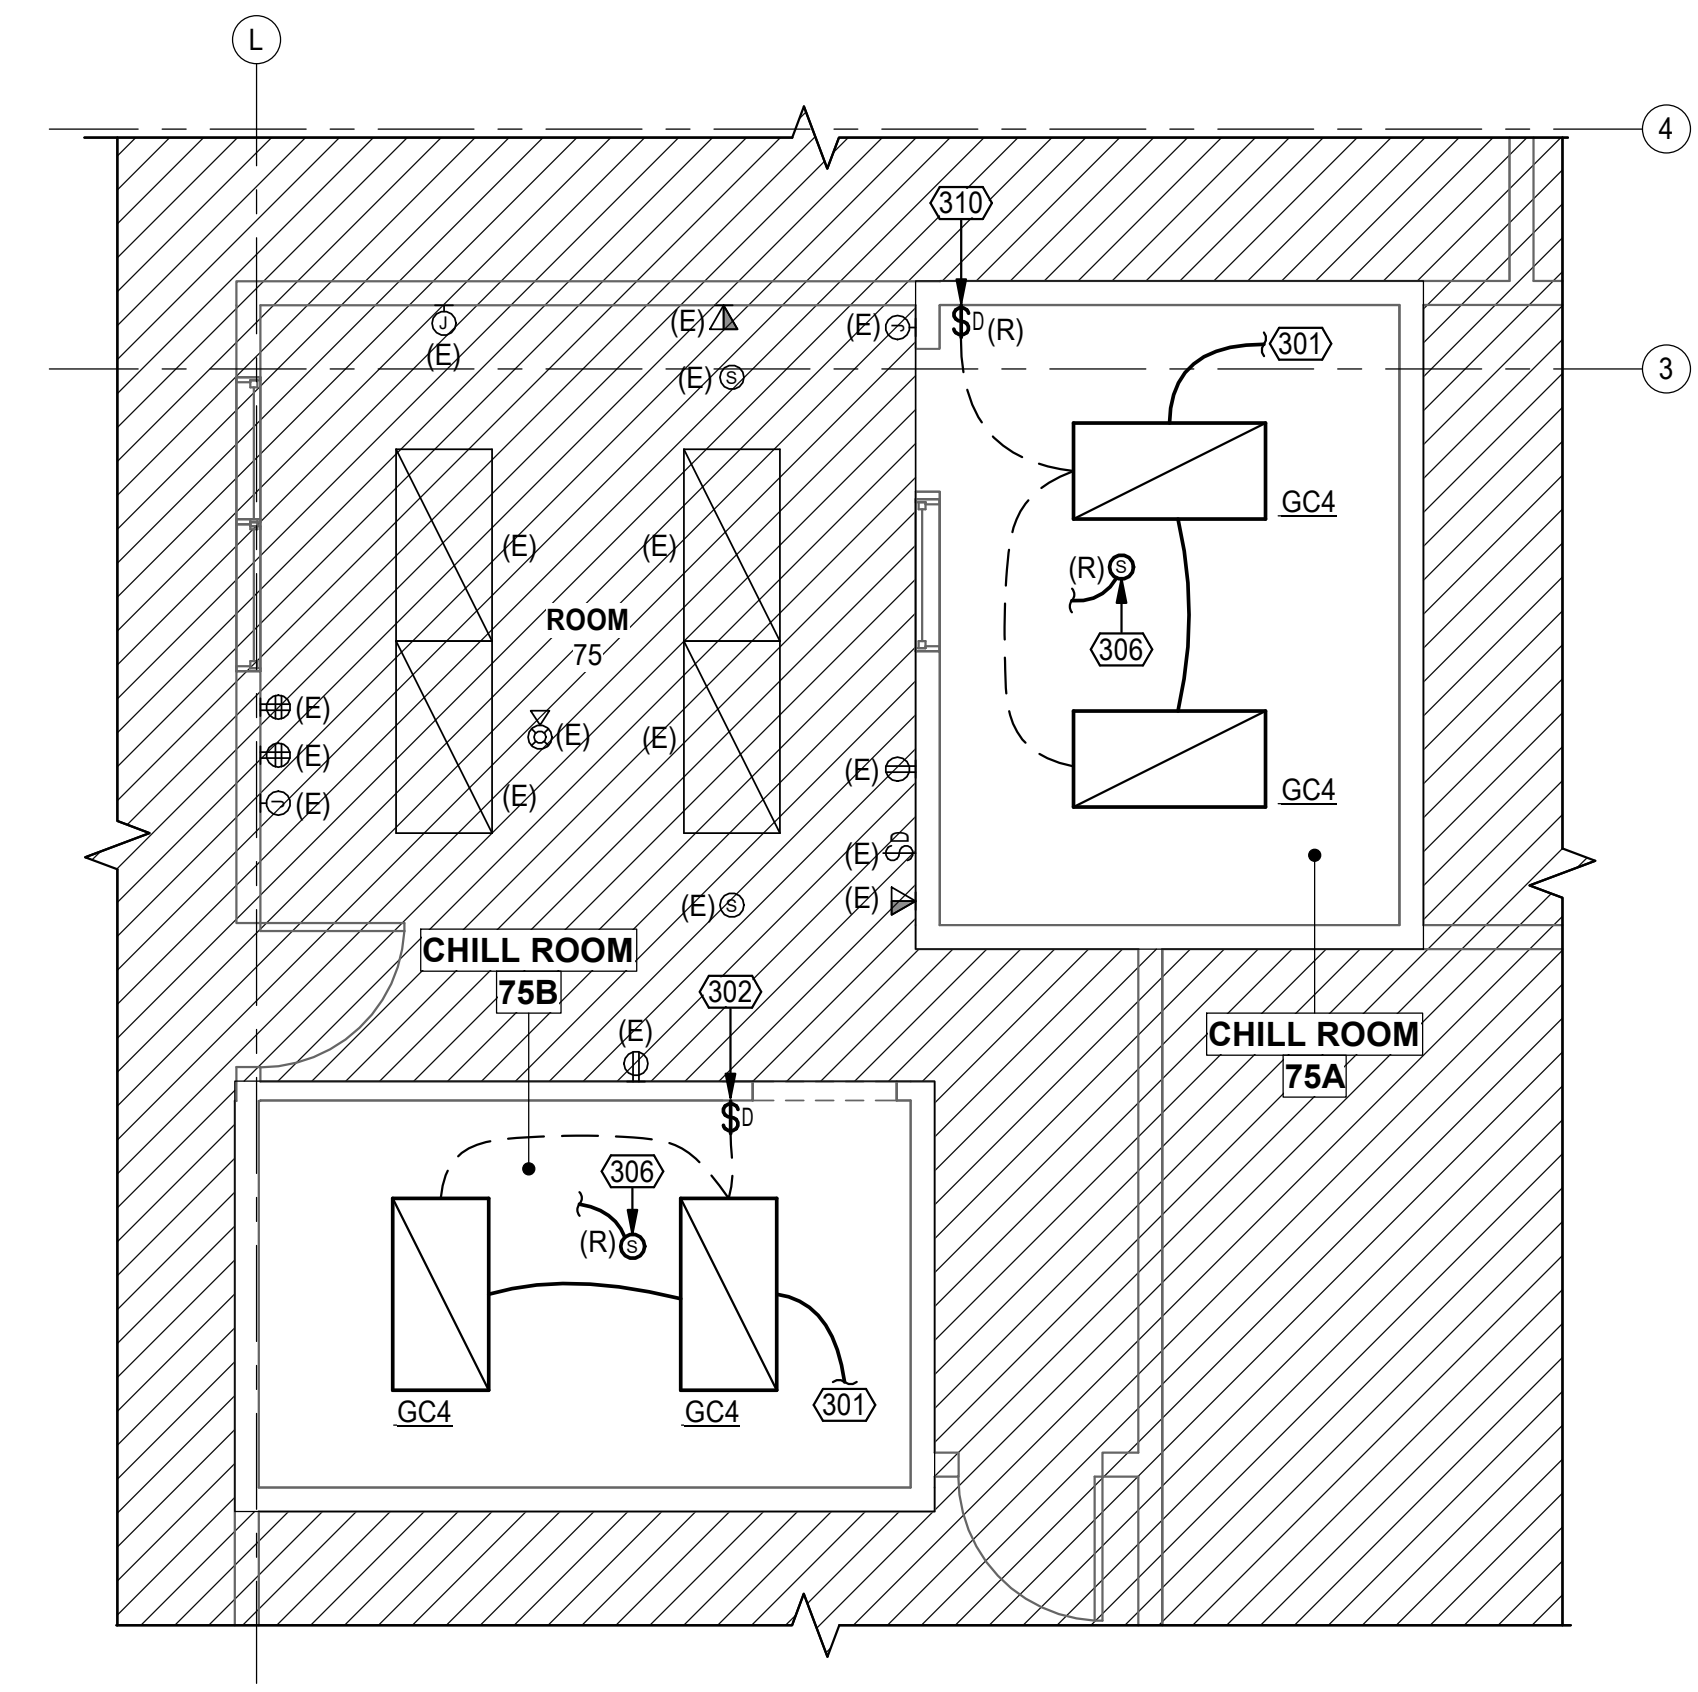 L
4
310
(E)
(E)
$D (R)
J
(E)
301
3
(E) S
GC4
(E)
(E)
(R) S
ROOM
75
306
(E)
(E)
(E)
(E)
(E)
(E)
GC4
(E)
(E)
(E) SD
(E)
(E) S
CHILL ROOM
75B
302
(E)
CHILL ROOM
75A
$D
306
(R) S
GC4
GC4
301